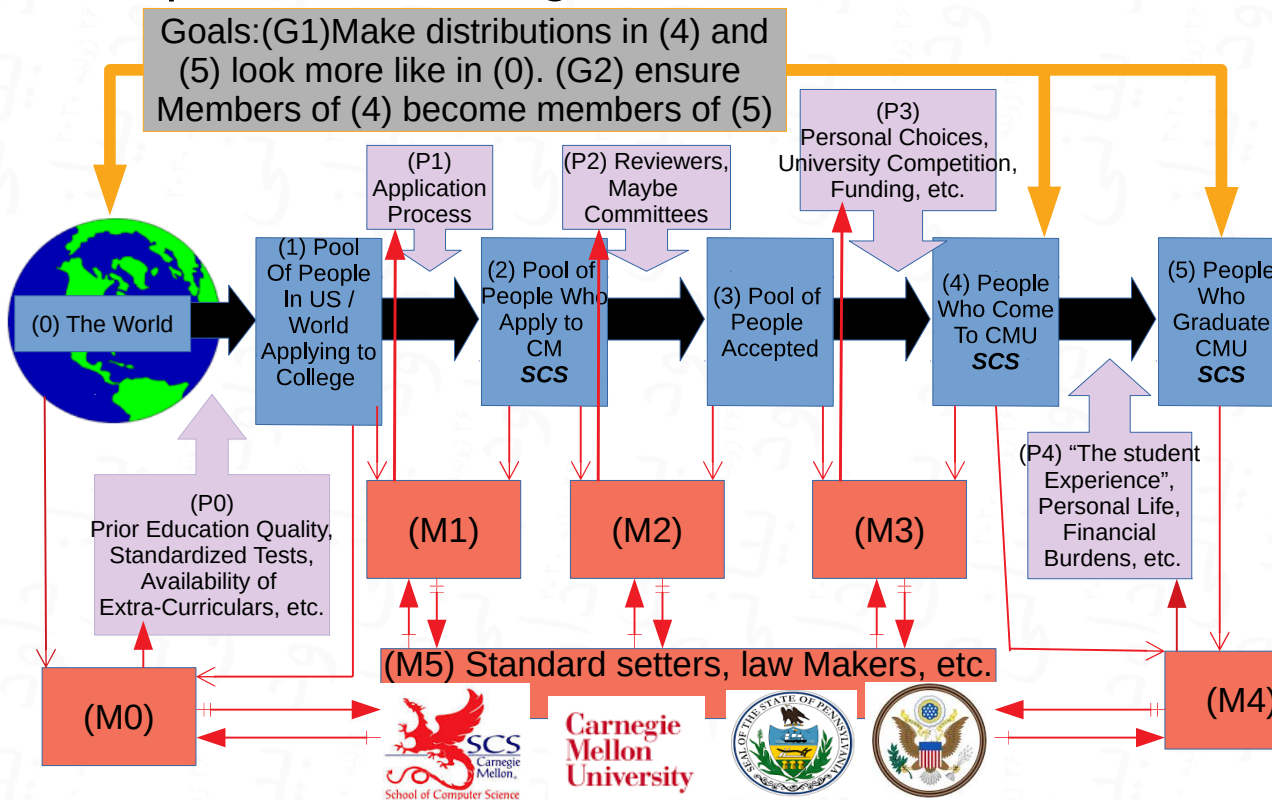 Goals:(G1)Make distributions in (4) and
(5) look more like in (0). (G2) ensure
Members of (4) become members of (5)
(P3)
Personal Choices,
University Competition,
Funding, etc.
(P1)
Application
Process
(P2) Reviewers,
Maybe
Committees
(0) The World
(1) Pool
Of People
In US /
World
Applying to
College
(2) Pool of
People Who
Apply to
CM
SCS
(3) Pool of
People
Accepted
(4) People
Who Come
To CMU
SCS
(5) People
Who
Graduate
CMU
SCS
(P0)
Prior Education Quality,
Standardized Tests,
Availability of
Extra-Curriculars, etc.
(M1)
(M2)
(M3)
(P4) “The student
Experience”,
Personal Life,
Financial
Burdens, etc.
(M5) Standard setters, law Makers, etc.
(M0)
(M4)
SCS
Carnegie
Mellon
School of Computer Science
Carnegie
Mellon
University
SEAL OF THE STATE OF PENNSYLVANIA